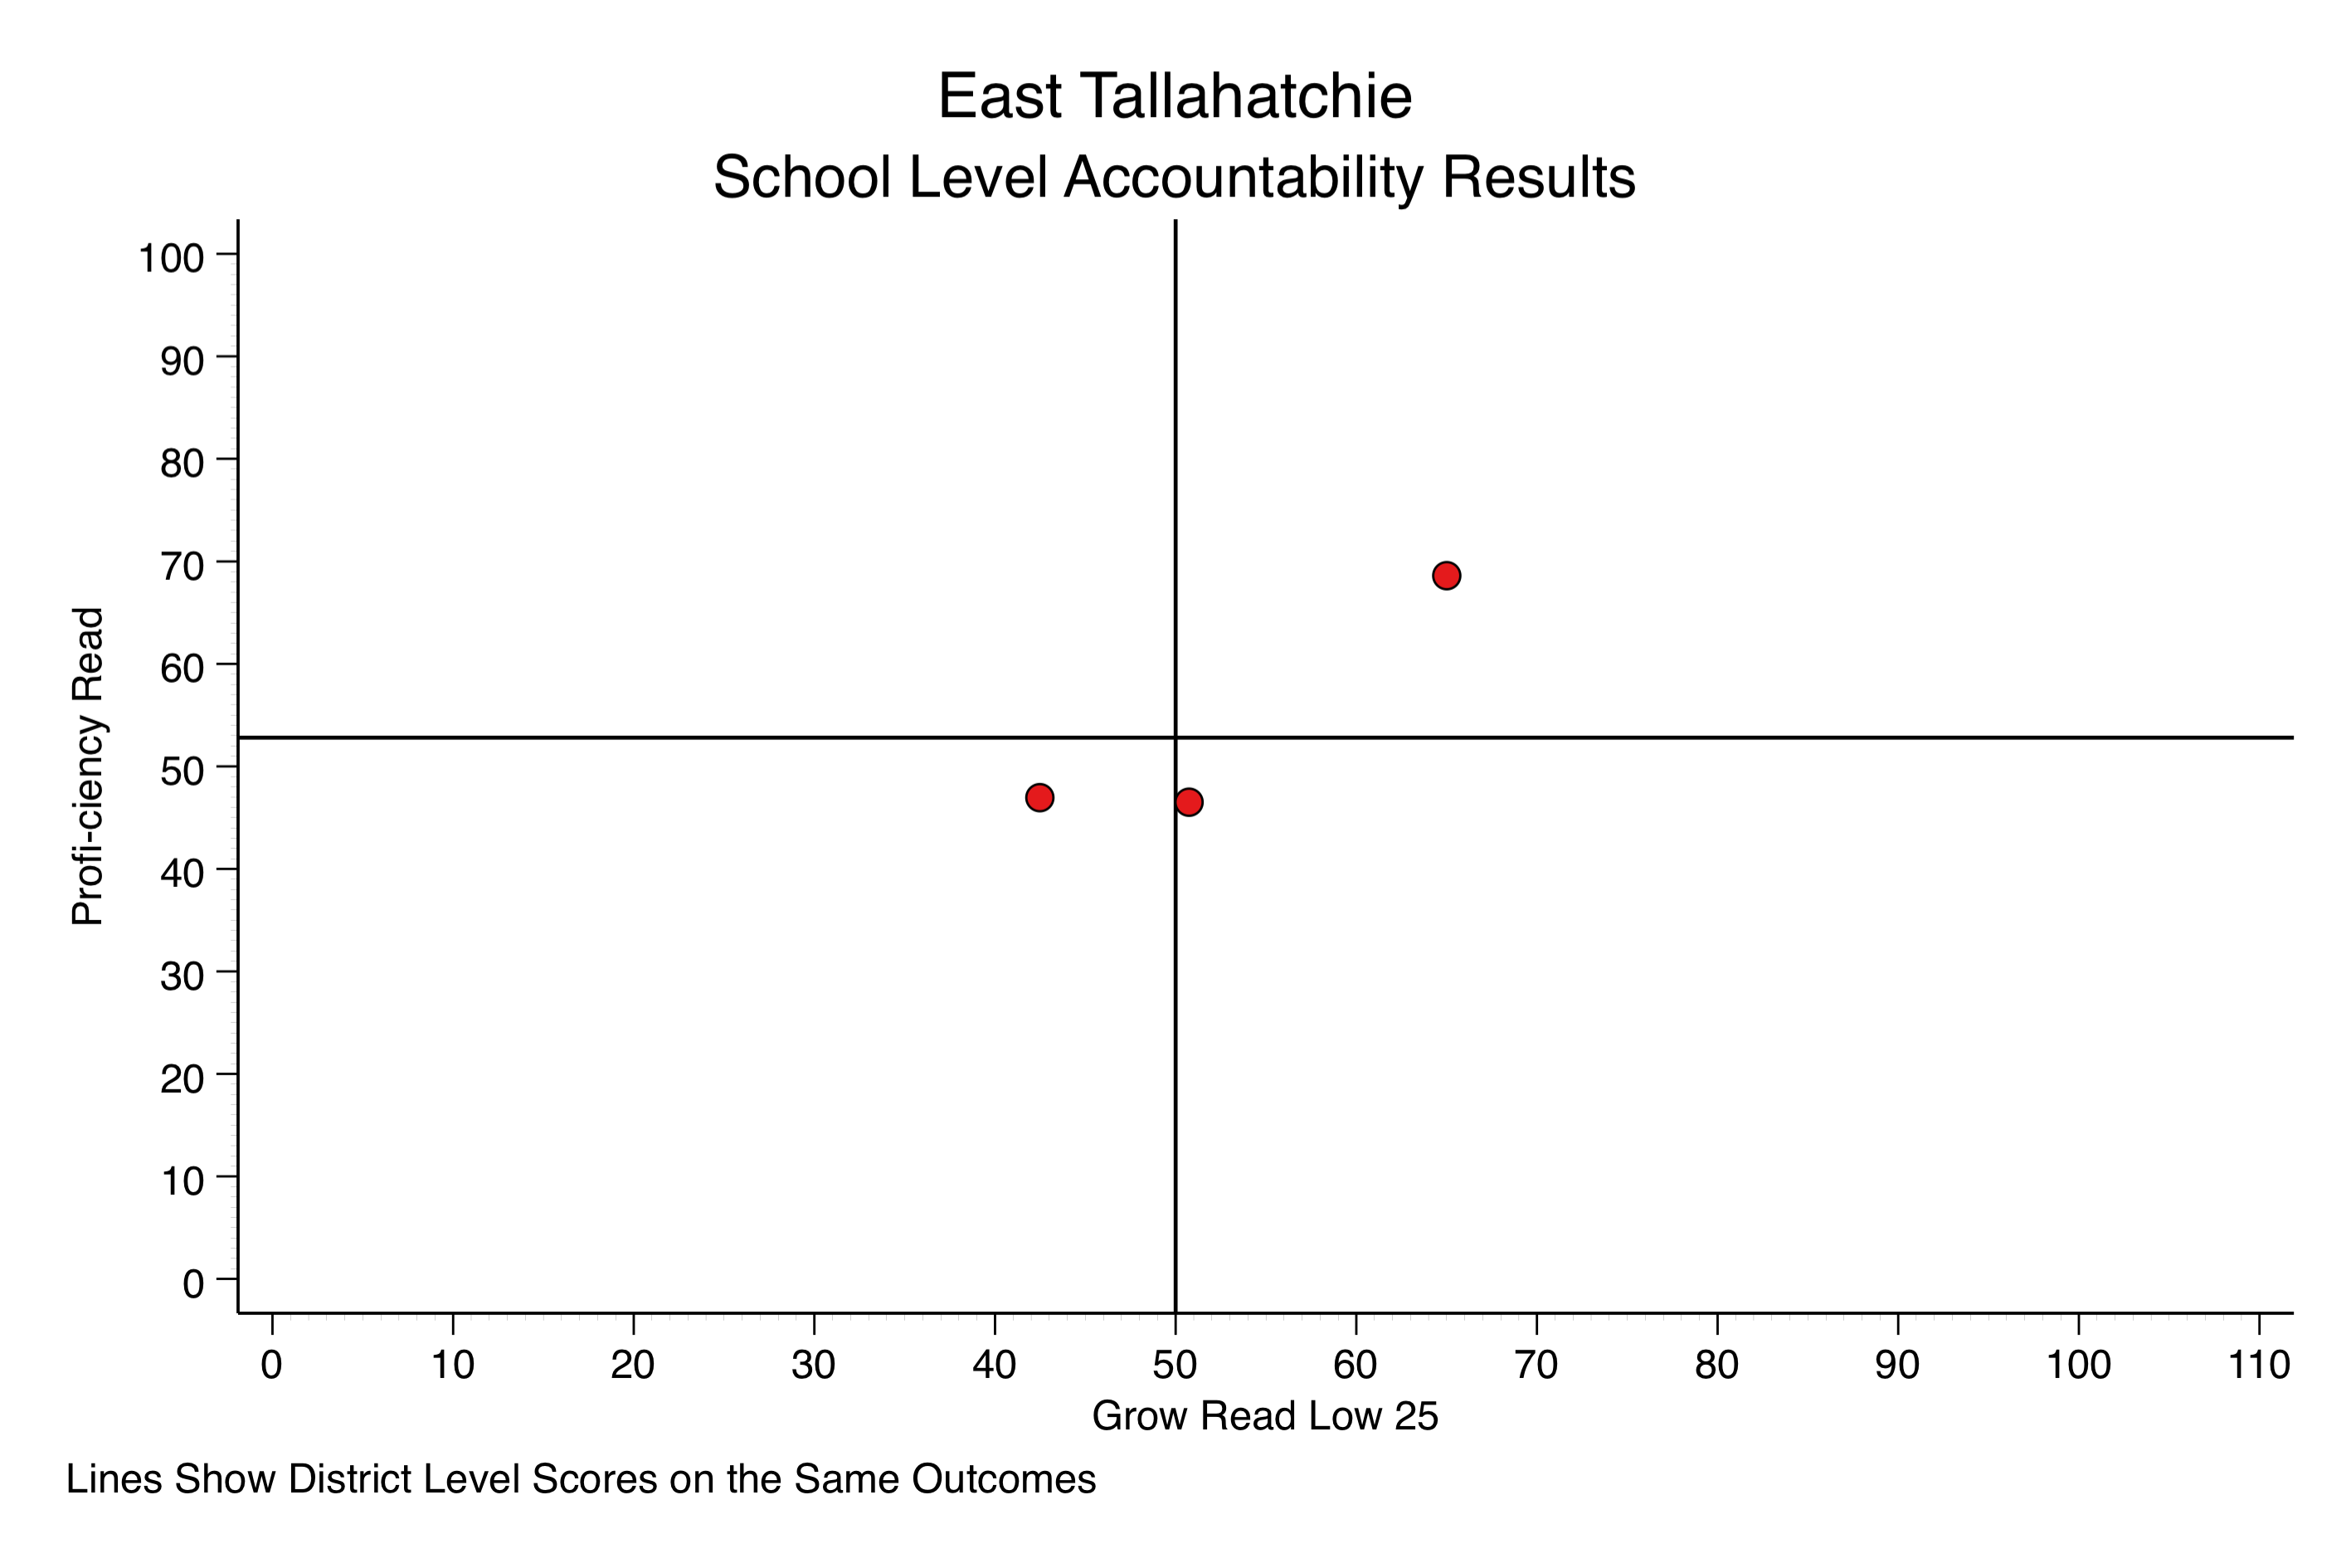 East Tallahatchie
School Level Accountability Results
100
90
80
70
60
50
40
30
20
10
0
Profi-ciency Read
0 10 20 30 40 50 60 70 80 90 100 110
Grow Read Low 25
Lines Show District Level Scores on the Same Outcomes